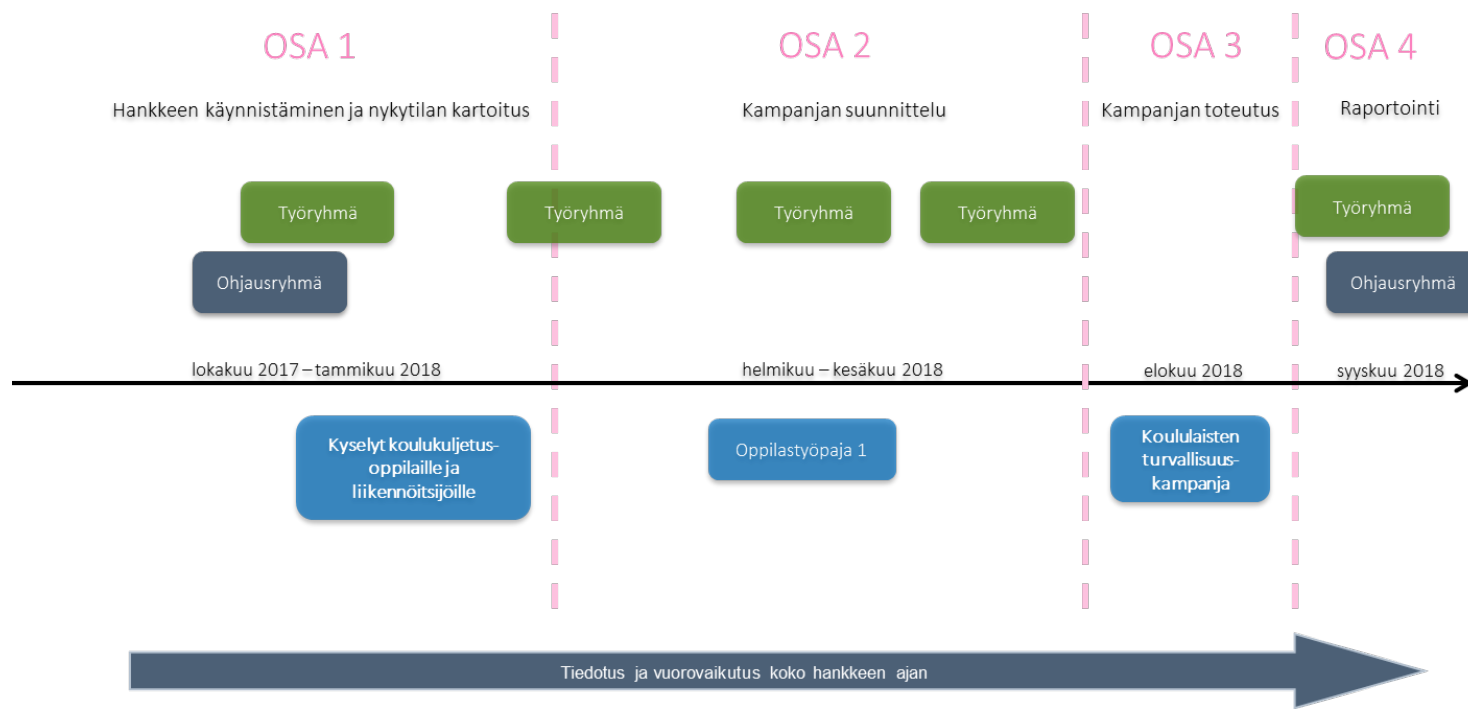 OSA 1
OSA 2
OSA 3
OSA 4
Hankkeen käynnistäminen ja nykytilan kartoitus
Kampanjan suunnittelu
Kampanjan toteutus
Raportointi
Työryhmä
Työryhmä
Työryhmä
Työryhmä
Työryhmä
Ohjausryhmä
Ohjausryhmä
lokakuu 2017 – tammikuu 2018
helmikuu – kesäkuu 2018
elokuu 2018
syyskuu 2018
Kyselyt koulukuljetus-
oppilaille ja
liikennöitsijöille
Oppilastyöpaja 1
Koululaisten
turvallisuus-
kampanja
Tiedotus ja vuorovaikutus koko hankkeen ajan